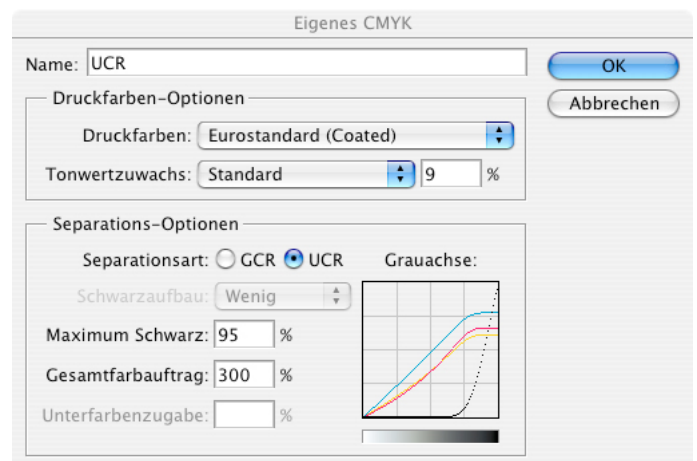 Eigenes CMYK
Name: UCR
OK
Abbrechen
Druckfarben-Optionen
Druckfarben: Eurostandard (Coated)
Tonwertzuwachs: Standard 9 %
Separations-Optionen
Separationsart: GCR UCR Grauachse:
Schwarzaufbau: Wenig
Maximum Schwarz: 95 %
Gesamtfarbauftrag: 300 %
Unterfarbenzugabe: %